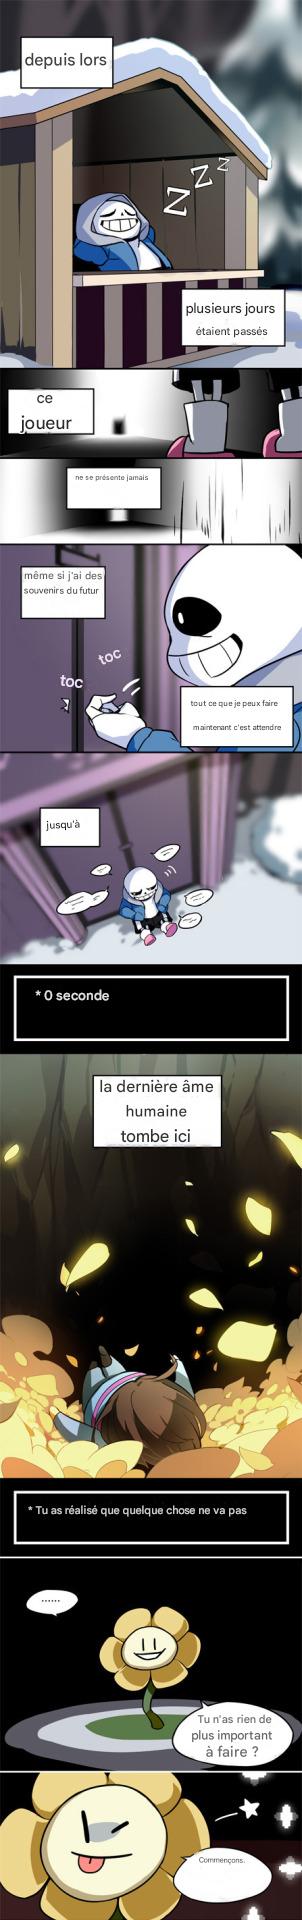 depuis lors
Z Z Z
plusieurs jours
étaient passés
ce
joueur
ne se présente jamais
même si j'ai des
souvenirs du futur
toc
toc
tout ce que je peux faire
maintenant c'est attendre
jusqu'à
* 0 seconde
la dernière âme
humaine
tombe ici
* Tu as réalisé que quelque chose ne va pas
......
Tu n'as rien de
plus important
à faire ?
Commençons.